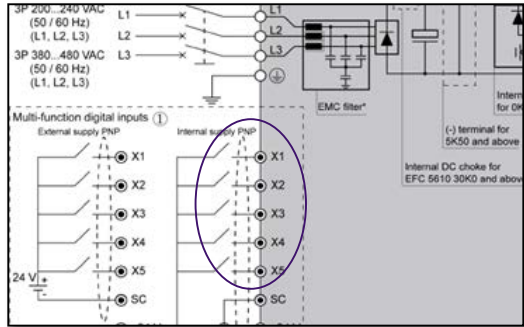 3P 200...240 VAC
(50 / 60 Hz)
(L1, L2, L3)
3P 380...480 VAC
(50 / 60 Hz)
(L1, L2, L3)
L1
L2
L3
L1
L2
L3
EMC filter*
Intern
for 0K
(-) terminal for
5K50 and above
Internal DC choke for
EFC 5610 30K0 and above
Multi-function digital inputs ①
External supply PNP
Internal supply PNP
X1
X2
X3
X4
X5
SC
24 V
+
-
X1
X2
X3
X4
X5
SC